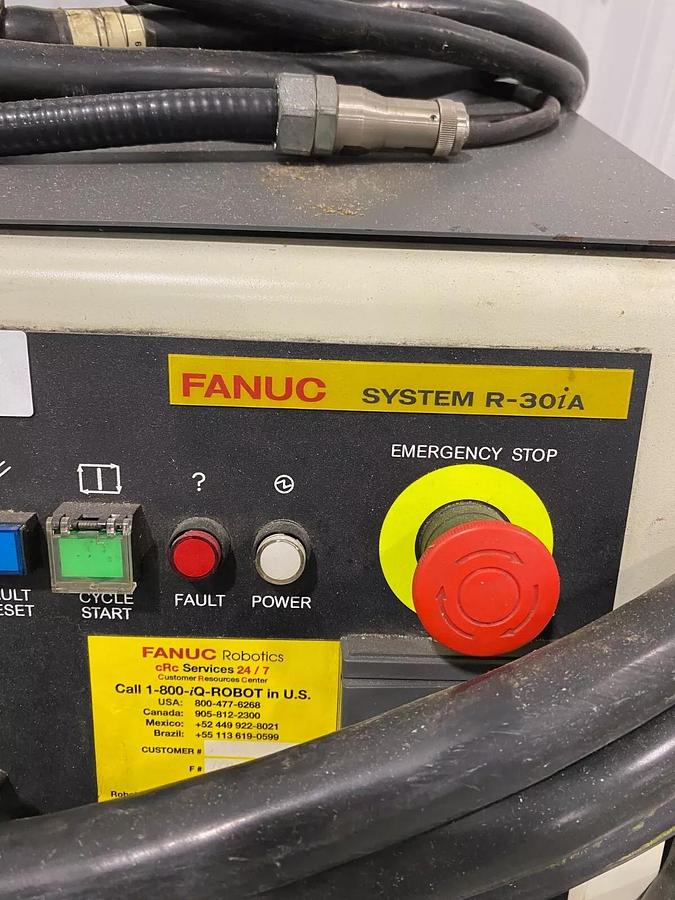 FANUC SYSTEM R-30iA
EMERGENCY STOP
?
CYCLE
START
FAULT
POWER
FANUC Robotics
cRc Services 24 / 7
Customer Resources Center
Call 1-800-iQ-ROBOT in U.S.
USA: 800-477-6268
Canada: 905-812-2300
Mexico: +52 449 922-8021
Brazil: +55 113 619-0599
CUSTOMER #
F #